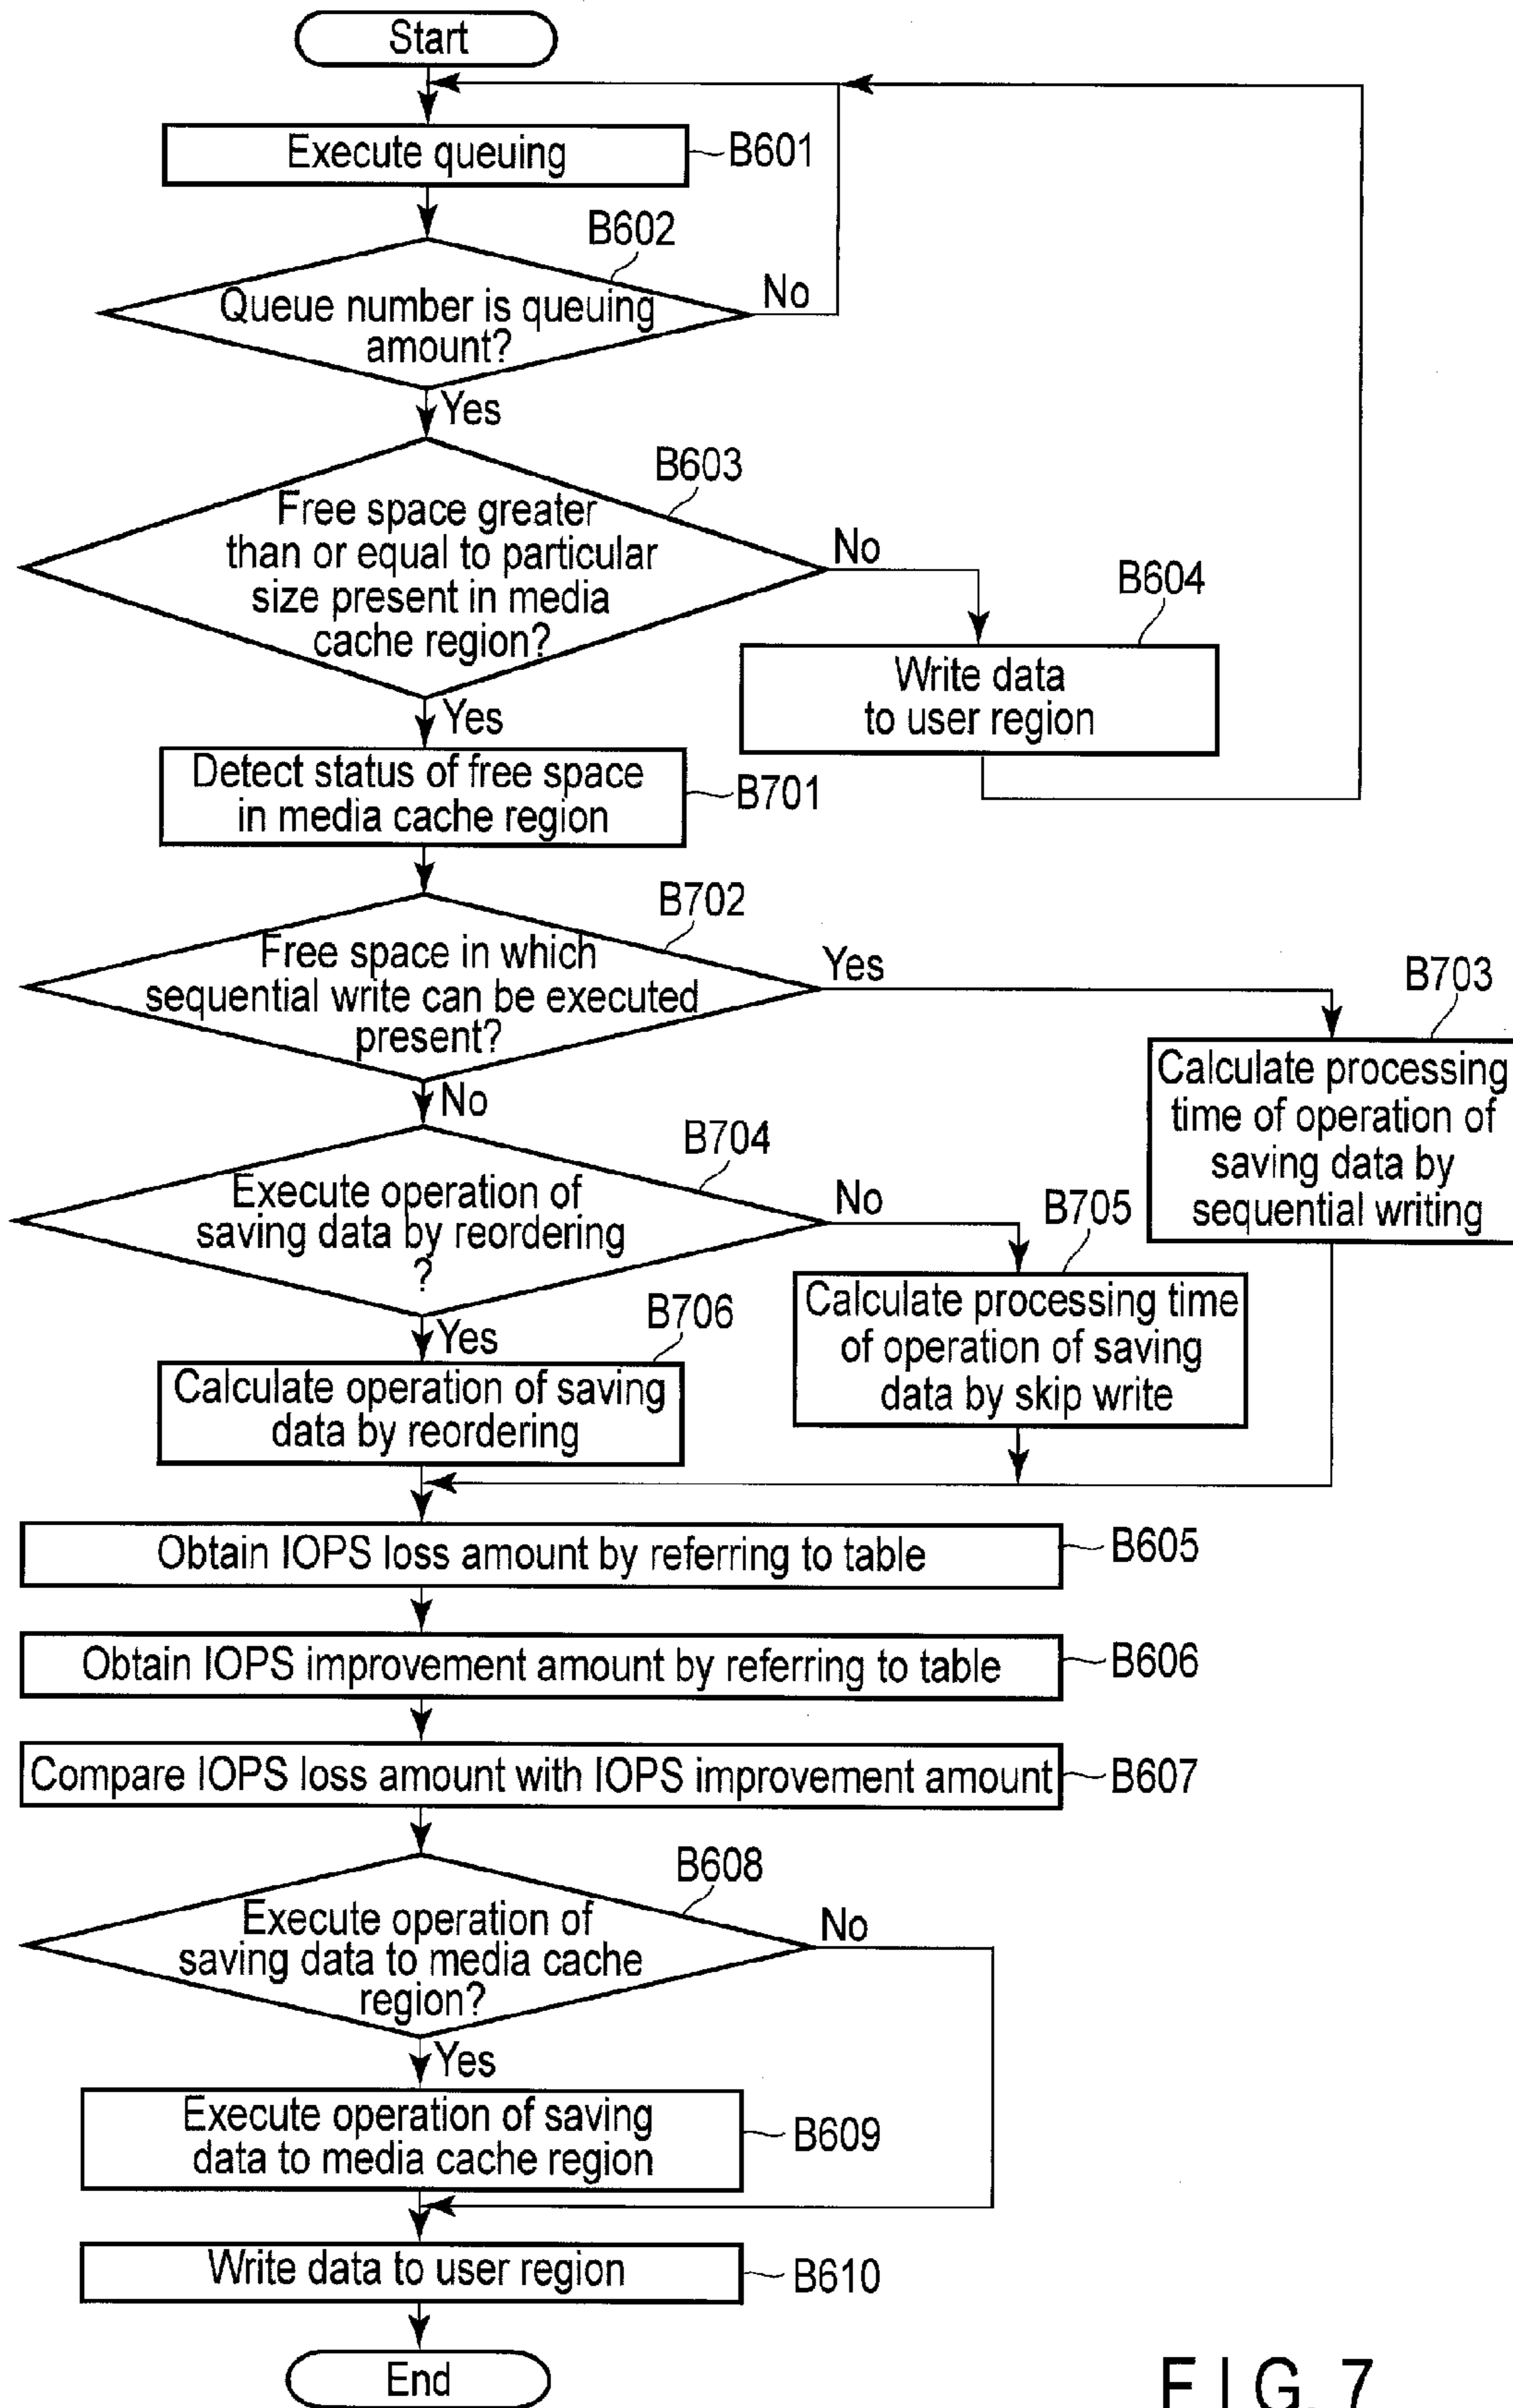 Start
Execute queuing
B601
B602
Queue number is queuing
amount?
No
Yes
B603
Free space greater
than or equal to particular
size present in media
cache region?
No
B604
Write data
to user region
Yes
Detect status of free space
in media cache region
B701
B702
Free space in which
sequential write can be executed
present?
Yes
B703
Calculate processing
time of operation of
saving data by
sequential writing
No
B704
Execute operation of
saving data by reordering
?
No
B705
Calculate processing time
of operation of saving
data by skip write
Yes
B706
Calculate operation of saving
data by reordering
Obtain IOPS loss amount by referring to table
B605
Obtain IOPS improvement amount by referring to table
B606
Compare IOPS loss amount with IOPS improvement amount
B607
B608
Execute operation of
saving data to media cache
region?
No
Yes
Execute operation of saving
data to media cache region
B609
Write data to user region
B610
End
FIG. 7